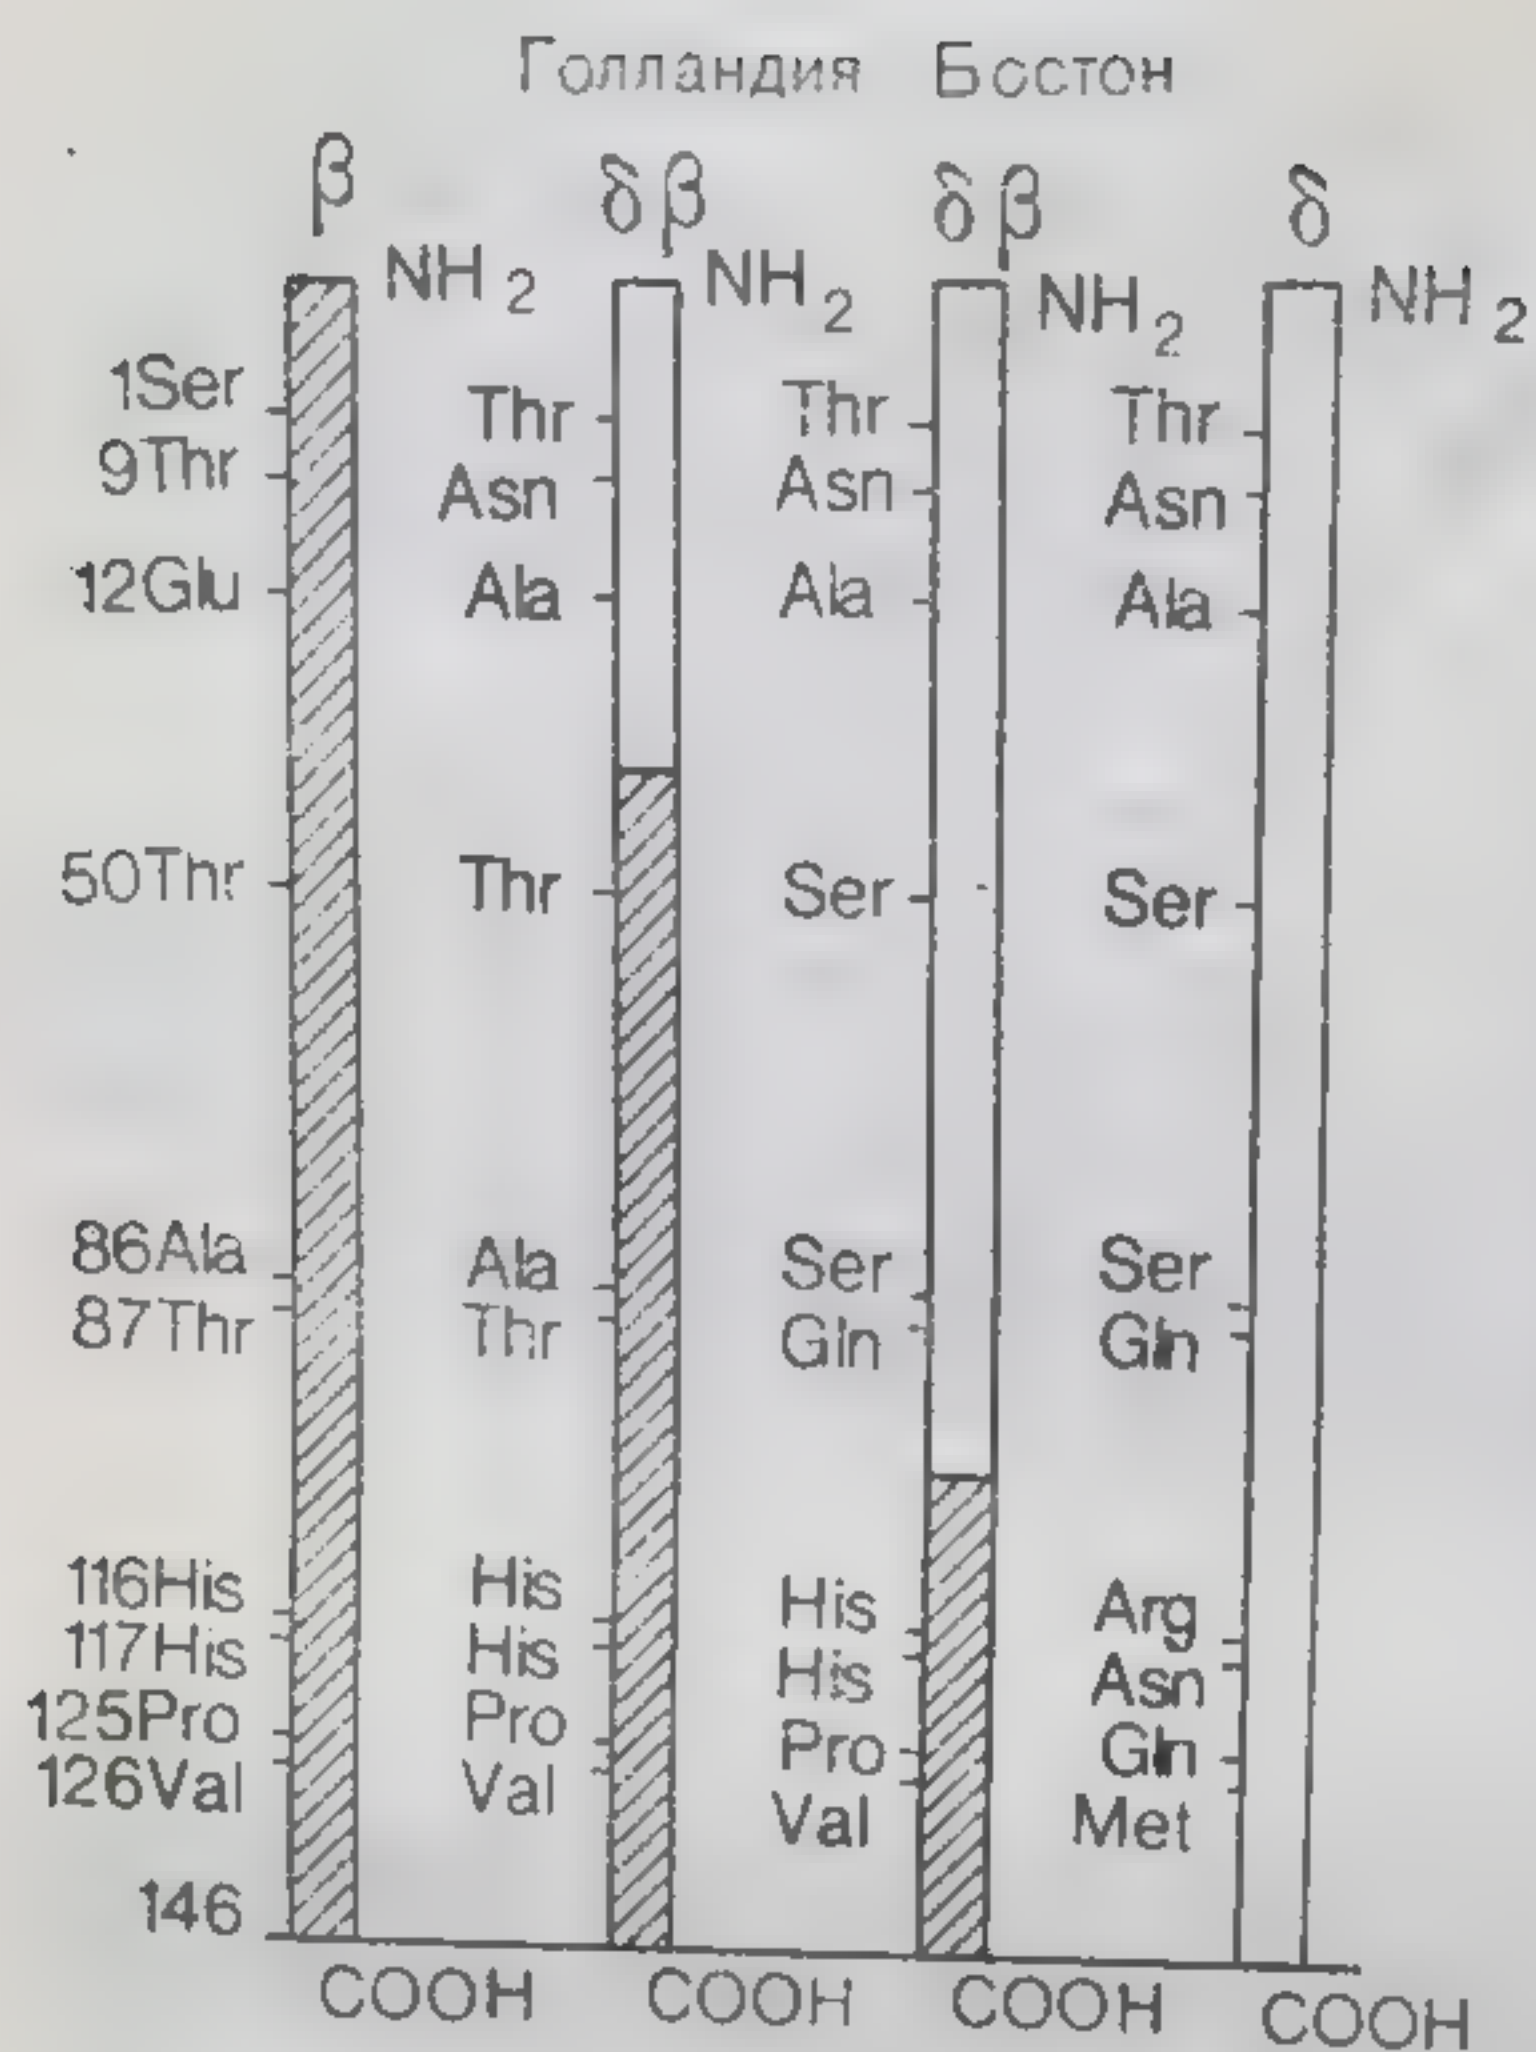 Голландия Бостон
β δβ δβ δ
NH2 NH2 NH2 NH2
1Ser Thr Thr Thr
9Thr Asn Asn Asn
12Glu Ala Ala Ala
50Thr Thr Ser Ser
86Ala Ala Ser Ser
87Thr Thr Gln Gln
116His His His Arg
117His His His Asn
125Pro Pro Pro Gln
126Val Val Val Met
146
COOH COOH COOH COOH